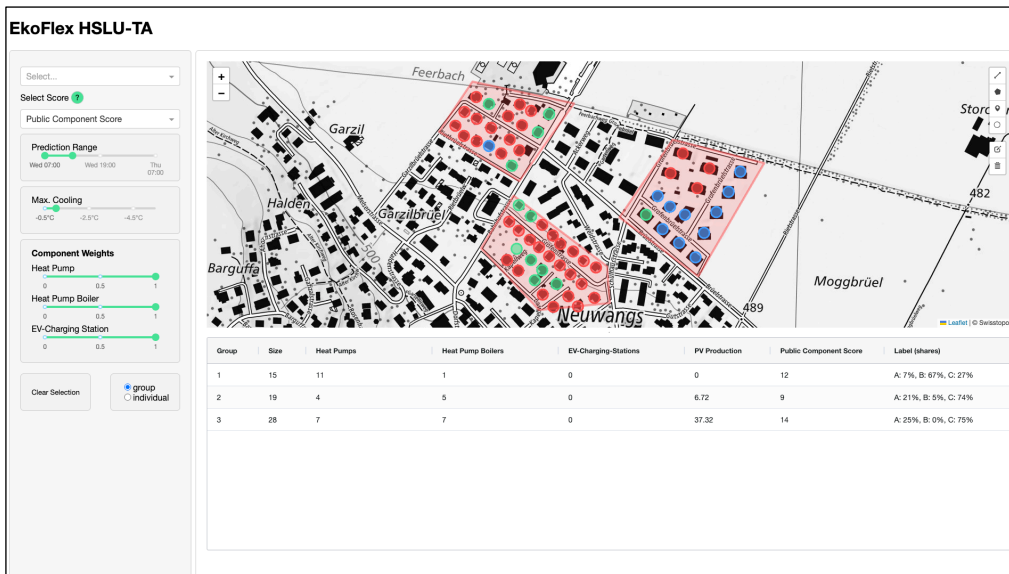 EkoFlex HSLU-TA
Select...
Select Score ?
Public Component Score
Prediction Range
Wed 07:00 Wed 19:00 Thu 07:00
Max. Cooling
-0.5°C -2.5°C -4.5°C
Component Weights
Heat Pump
0 0.5 1
Heat Pump Boiler
0 0.5 1
EV-Charging Station
0 0.5 1
Clear Selection
group
individual
+
−
Feerbach
Garzil
Halden
Garzilbrüel
Barguffa
500
Neuwangs
Moggbrüel
482
489
Leaflet | © Swisstopo
Group Size Heat Pumps Heat Pump Boilers EV-Charging-Stations PV Production Public Component Score Label (shares)
1 15 11 1 0 0 12 A: 7%, B: 67%, C: 27%
2 19 4 5 0 6.72 9 A: 21%, B: 5%, C: 74%
3 28 7 7 0 37.32 14 A: 25%, B: 0%, C: 75%